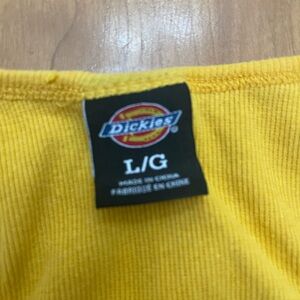 Dickies
L/G
MADE IN CHINA
FABRIQUÉ EN CHINE